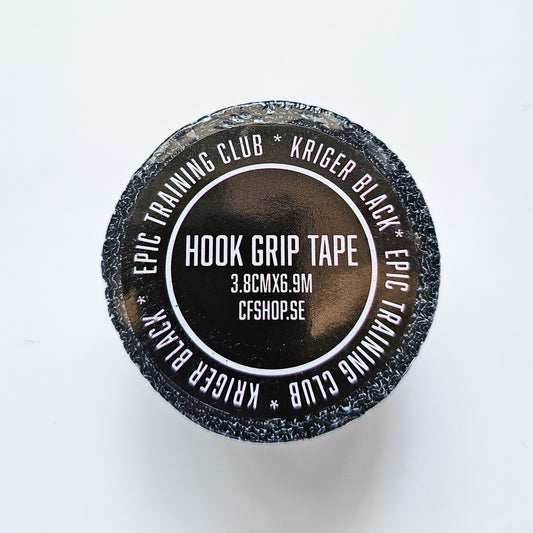 EPIC TRAINING CLUB * KRIGER BLACK * EPIC TRAINING CLUB * KRIGER BLACK *
HOOK GRIP TAPE
3.8CMX6.9M
CFSHOP.SE